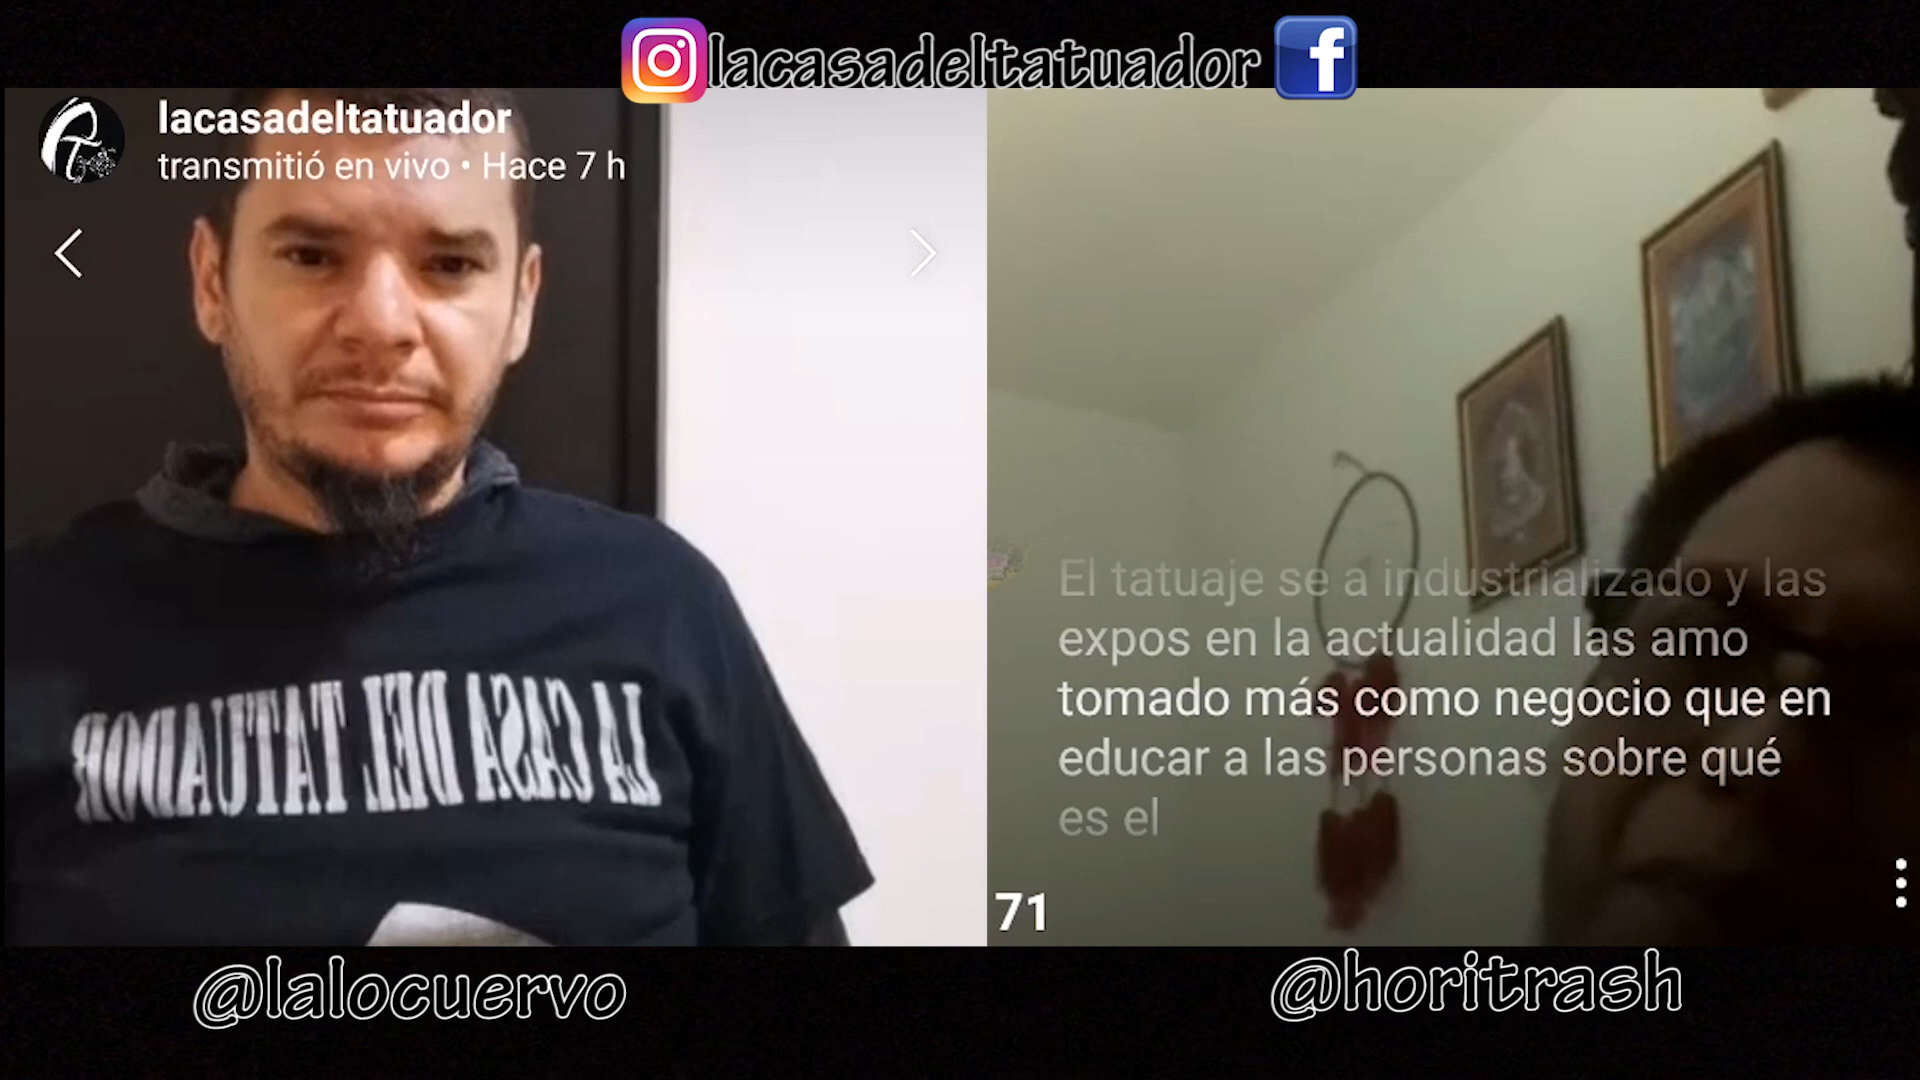 lacasadeltatuador
lacasadeltatuador
transmitió en vivo • Hace 7 h
LA CASA DEL TATUADOR
El tatuaje se a industrializado y las
expos en la actualidad las amo
tomado más como negocio que en
educar a las personas sobre qué
es el
71
@lalocuervo
@horitrash